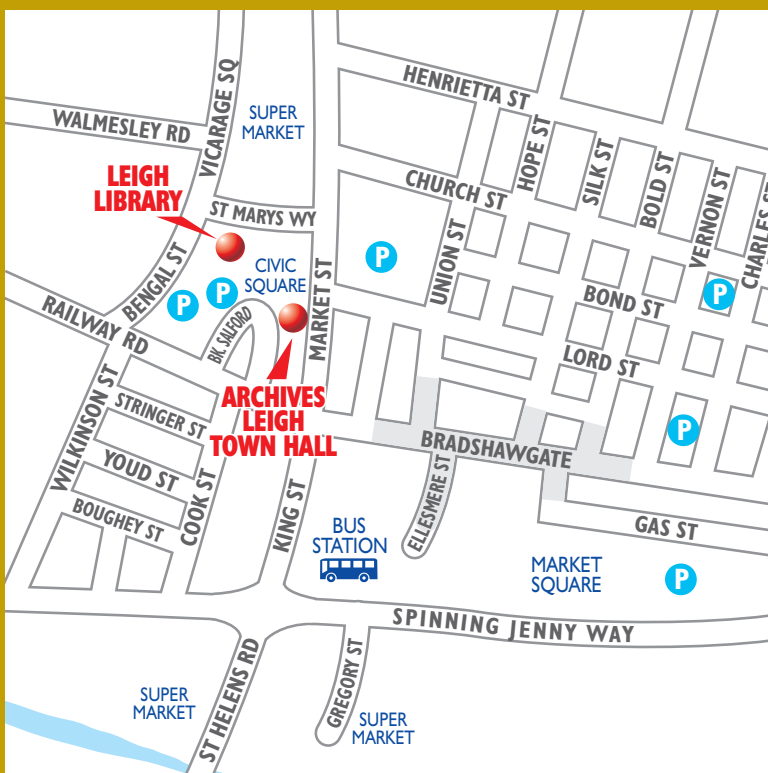 HENRIETTA ST
VICARAGE SQ
SUPER
MARKET
WALMESLEY RD
HOPE ST
SILK ST
BOLD ST
VERNON ST
CHARLES ST
LEIGH
LIBRARY
CHURCH ST
ST MARYS WY
UNION ST
P
CIVIC
SQUARE
BENGAL ST
P
P
P
BOND ST
MARKET ST
RAILWAY RD
BK. SALFORD
LORD ST
WILKINSON ST
ARCHIVES
LEIGH
TOWN HALL
STRINGER ST
P
BRADSHAWGATE
YOUD ST
COOK ST
ELLESMERE ST
BOUGHEY ST
KING ST
BUS
STATION
GAS ST
MARKET
SQUARE
P
SPINNING JENNY WAY
ST HELENS RD
GREGORY ST
SUPER
MARKET
SUPER
MARKET